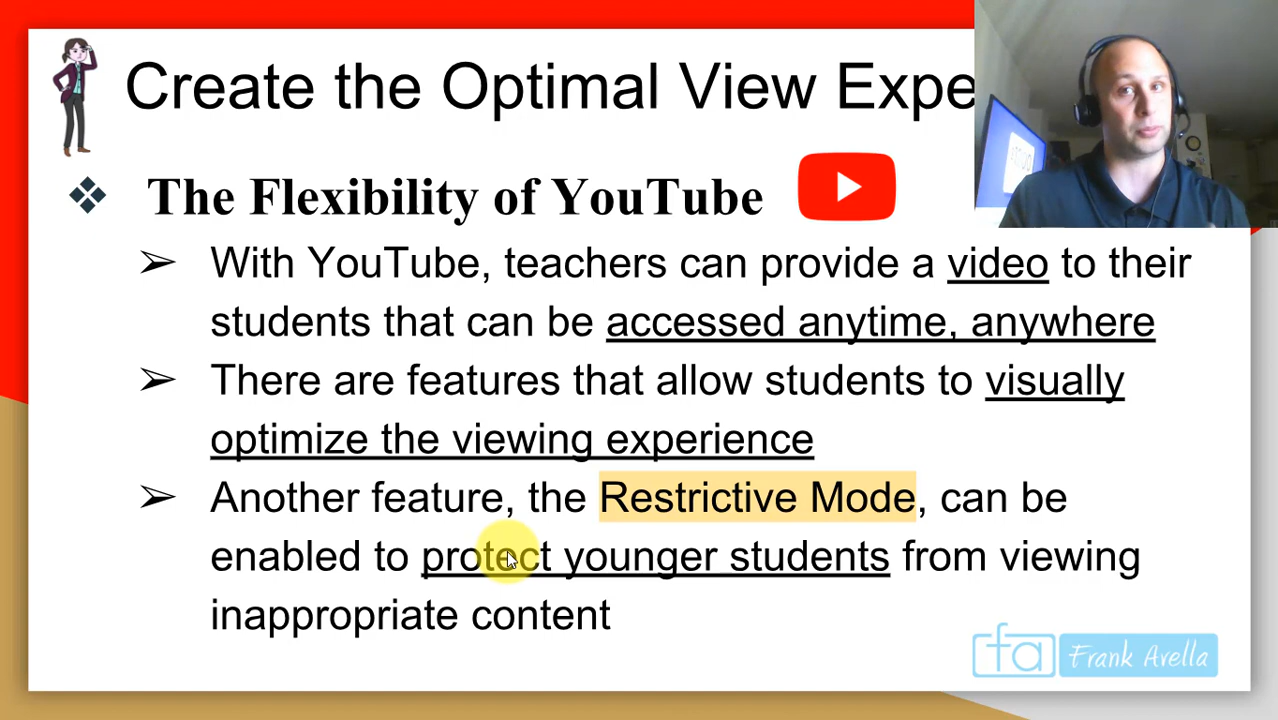 Create the Optimal View Expe
❖ The Flexibility of YouTube
➢ With YouTube, teachers can provide a video to their
students that can be accessed anytime, anywhere
➢ There are features that allow students to visually
optimize the viewing experience
➢ Another feature, the Restrictive Mode, can be
enabled to protect younger students from viewing
inappropriate content
fa Frank Avella